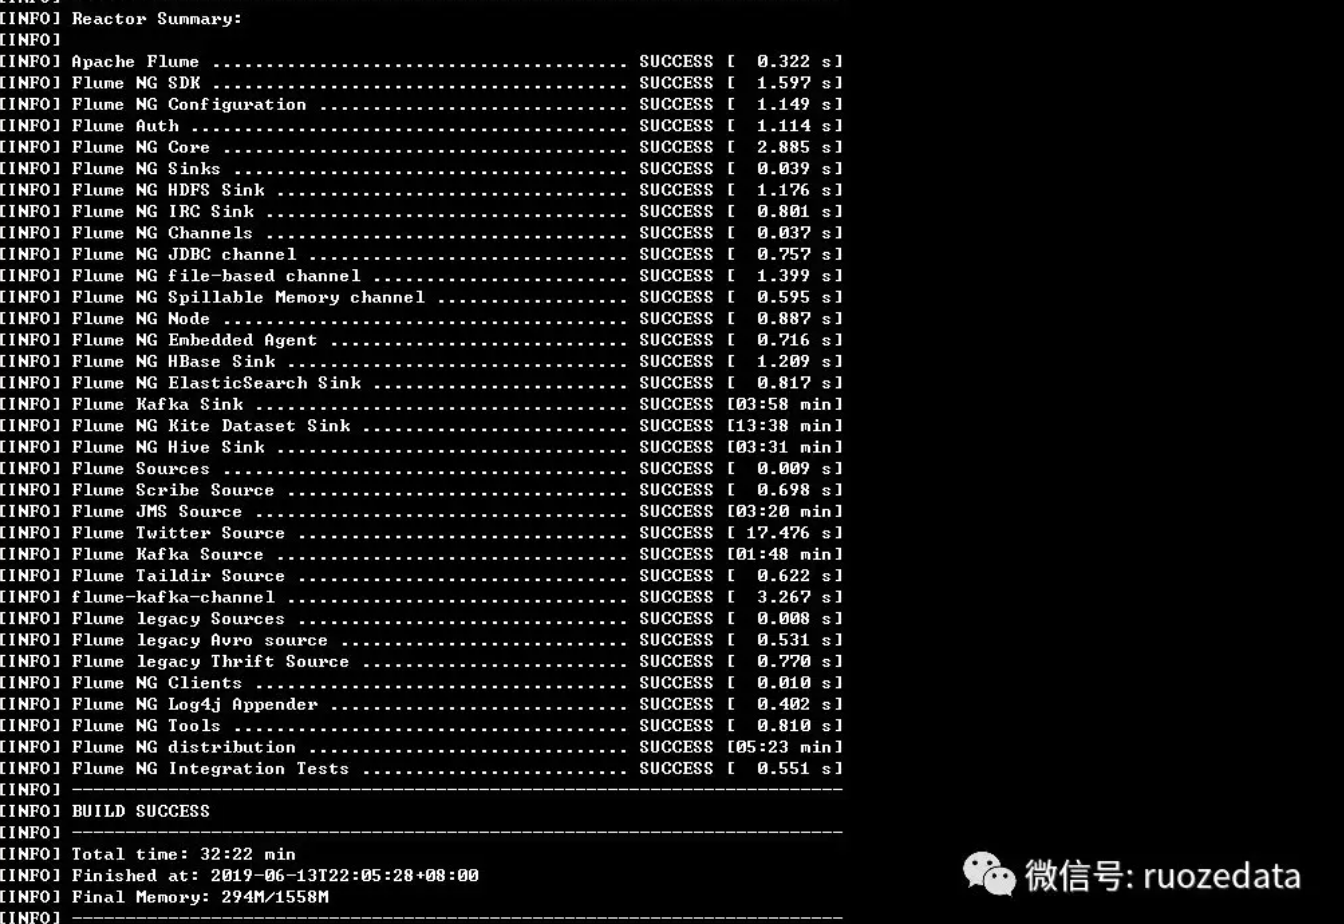 [INFO] Reactor Summary:
[INFO]
[INFO] Apache Flume ....................................... SUCCESS [  0.322 s]
[INFO] Flume NG SDK ....................................... SUCCESS [  1.597 s]
[INFO] Flume NG Configuration ............................. SUCCESS [  1.149 s]
[INFO] Flume Auth ......................................... SUCCESS [  1.114 s]
[INFO] Flume NG Core ...................................... SUCCESS [  2.885 s]
[INFO] Flume NG Sinks ..................................... SUCCESS [  0.039 s]
[INFO] Flume NG HDFS Sink ................................. SUCCESS [  1.176 s]
[INFO] Flume NG IRC Sink .................................. SUCCESS [  0.801 s]
[INFO] Flume NG Channels .................................. SUCCESS [  0.037 s]
[INFO] Flume NG JDBC channel .............................. SUCCESS [  0.757 s]
[INFO] Flume NG file-based channel ........................ SUCCESS [  1.399 s]
[INFO] Flume NG Spillable Memory channel .................. SUCCESS [  0.595 s]
[INFO] Flume NG Node ...................................... SUCCESS [  0.887 s]
[INFO] Flume NG Embedded Agent ............................ SUCCESS [  0.716 s]
[INFO] Flume NG HBase Sink ................................ SUCCESS [  1.209 s]
[INFO] Flume NG ElasticSearch Sink ........................ SUCCESS [  0.817 s]
[INFO] Flume Kafka Sink ................................... SUCCESS [03:58 min]
[INFO] Flume NG Kite Dataset Sink ......................... SUCCESS [13:38 min]
[INFO] Flume NG Hive Sink ................................. SUCCESS [03:31 min]
[INFO] Flume Sources ...................................... SUCCESS [  0.009 s]
[INFO] Flume Scribe Source ................................ SUCCESS [  0.698 s]
[INFO] Flume JMS Source ................................... SUCCESS [03:20 min]
[INFO] Flume Twitter Source ............................... SUCCESS [ 17.476 s]
[INFO] Flume Kafka Source ................................. SUCCESS [01:48 min]
[INFO] Flume Taildir Source ............................... SUCCESS [  0.622 s]
[INFO] flume-kafka-channel ................................ SUCCESS [  3.267 s]
[INFO] Flume legacy Sources ............................... SUCCESS [  0.008 s]
[INFO] Flume legacy Avro source ........................... SUCCESS [  0.531 s]
[INFO] Flume legacy Thrift Source ......................... SUCCESS [  0.770 s]
[INFO] Flume NG Clients ................................... SUCCESS [  0.010 s]
[INFO] Flume NG Log4j Appender ............................ SUCCESS [  0.402 s]
[INFO] Flume NG Tools ..................................... SUCCESS [  0.810 s]
[INFO] Flume NG distribution .............................. SUCCESS [05:23 min]
[INFO] Flume NG Integration Tests ......................... SUCCESS [  0.551 s]
[INFO] ------------------------------------------------------------------------
[INFO] BUILD SUCCESS
[INFO] ------------------------------------------------------------------------
[INFO] Total time: 32:22 min
[INFO] Finished at: 2019-06-13T22:05:28+08:00
[INFO] Final Memory: 294M/1558M
[INFO] ------------------------------------------------------------------------
微信号: ruozedata